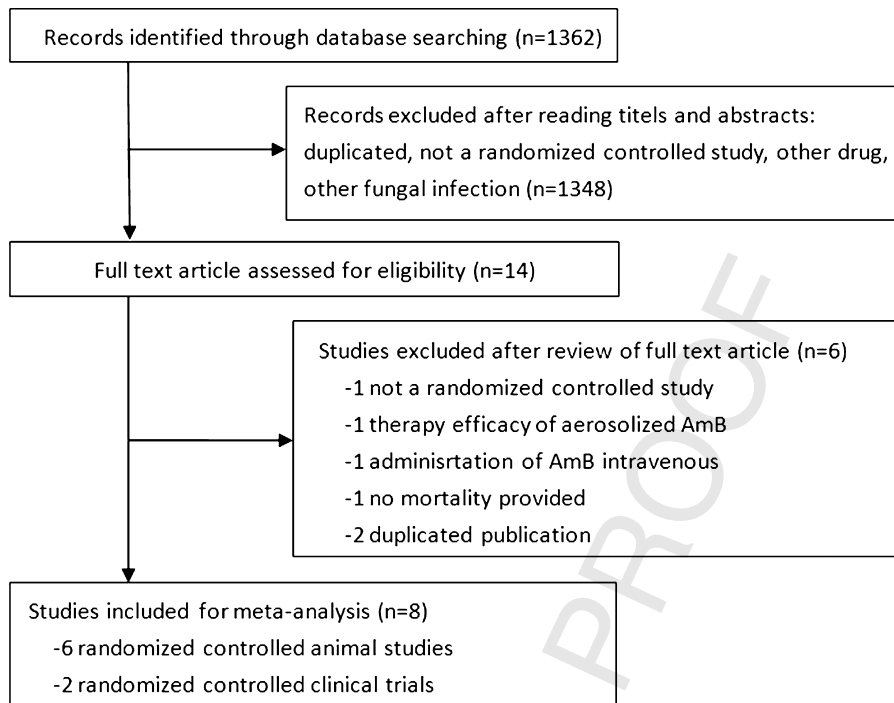 Records identified through database searching (n=1362)
Records excluded after reading titels and abstracts:
duplicated, not a randomized controlled study, other drug,
other fungal infection (n=1348)
Full text article assessed for eligibility (n=14)
Studies excluded after review of full text article (n=6)
-1 not a randomized controlled study
-1 therapy efficacy of aerosolized AmB
-1 adminisrtation of AmB intravenous
-1 no mortality provided
-2 duplicated publication
Studies included for meta-analysis (n=8)
-6 randomized controlled animal studies
-2 randomized controlled clinical trials
PROOF